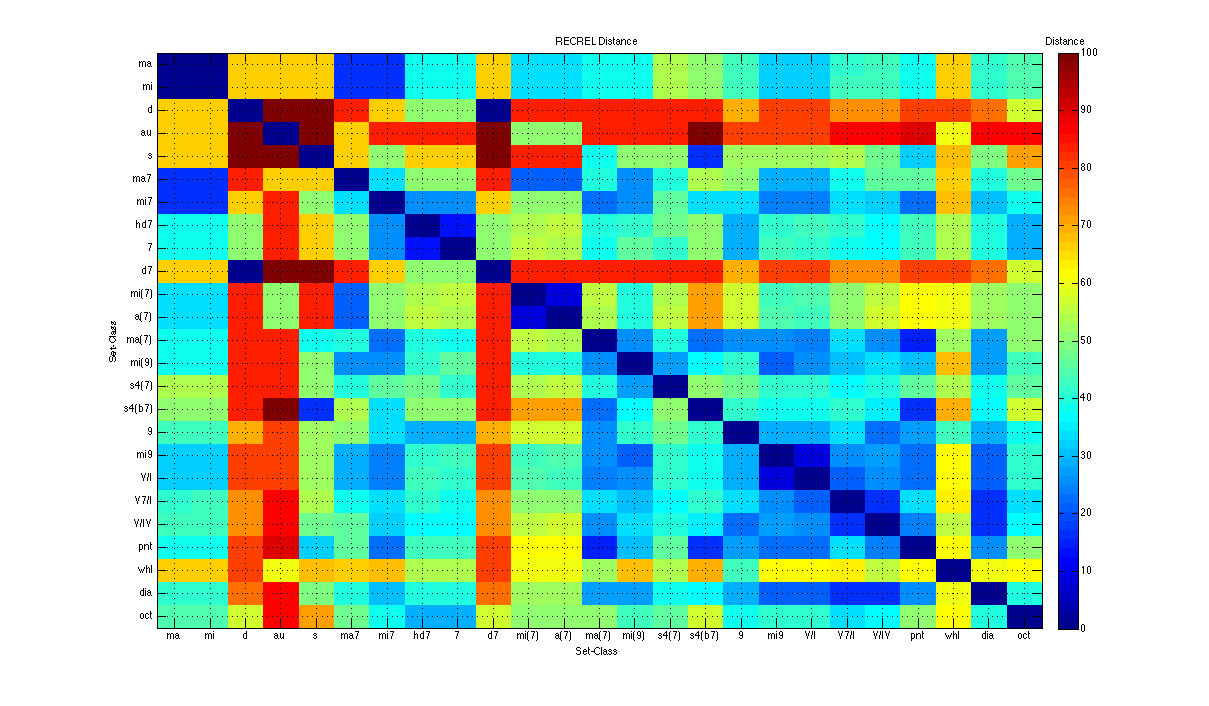 RECREL Distance
Distance
ma
mi
d
au
s
ma7
mi7
hd7
7
d7
mi(7)
a(7)
ma(7)
mi(9)
s4(7)
s4(b7)
9
mi9
V/I
V7/I
V/IV
pnt
whl
dia
oct
Set-Class
100
90
80
70
60
50
40
30
20
10
0
ma mi d au s ma7 mi7 hd7 7 d7 mi(7) a(7) ma(7) mi(9) s4(7) s4(b7) 9 mi9 V/I V7/I V/IV pnt whl dia oct
Set-Class